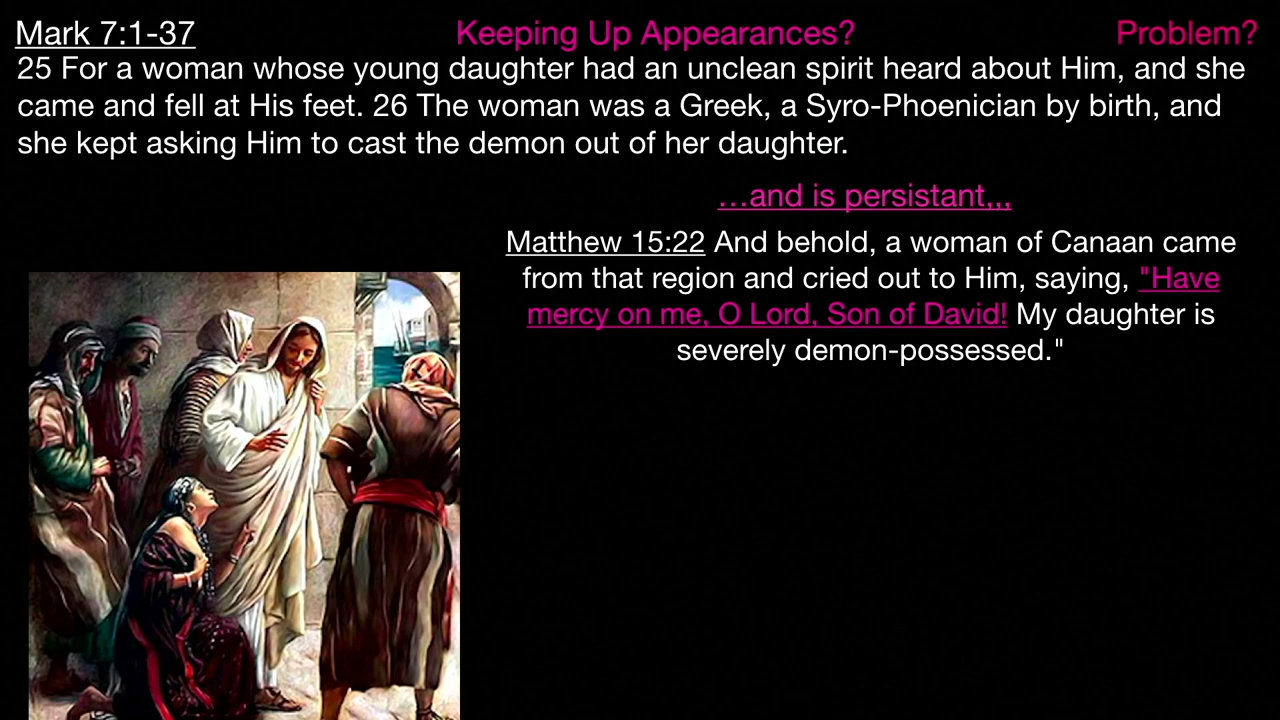 Mark 7:1-37 Keeping Up Appearances? Problem?
25 For a woman whose young daughter had an unclean spirit heard about Him, and she
came and fell at His feet. 26 The woman was a Greek, a Syro-Phoenician by birth, and
she kept asking Him to cast the demon out of her daughter.
…and is persistant,,,
Matthew 15:22 And behold, a woman of Canaan came
from that region and cried out to Him, saying, "Have
mercy on me, O Lord, Son of David! My daughter is
severely demon-possessed."